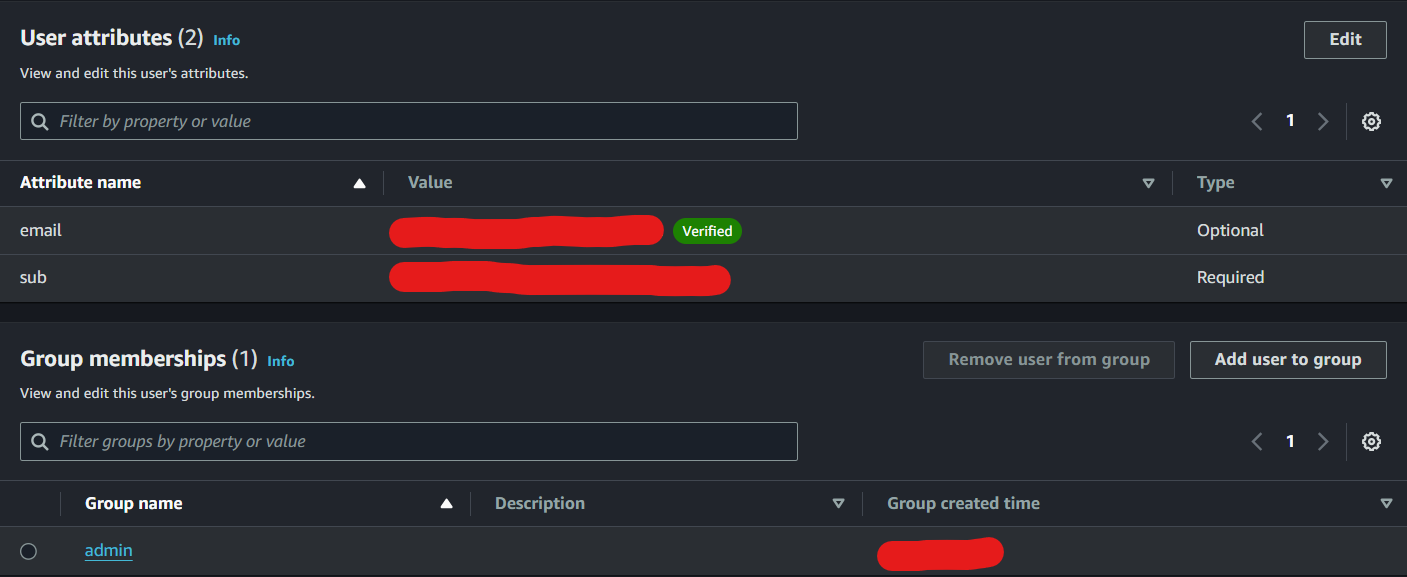 User attributes (2) Info
Edit
View and edit this user's attributes.
Filter by property or value
1
Attribute name Value Type
email Verified Optional
sub Required
Group memberships (1) Info
Remove user from group Add user to group
View and edit this user's group memberships.
Filter groups by property or value
1
Group name Description Group created time
admin